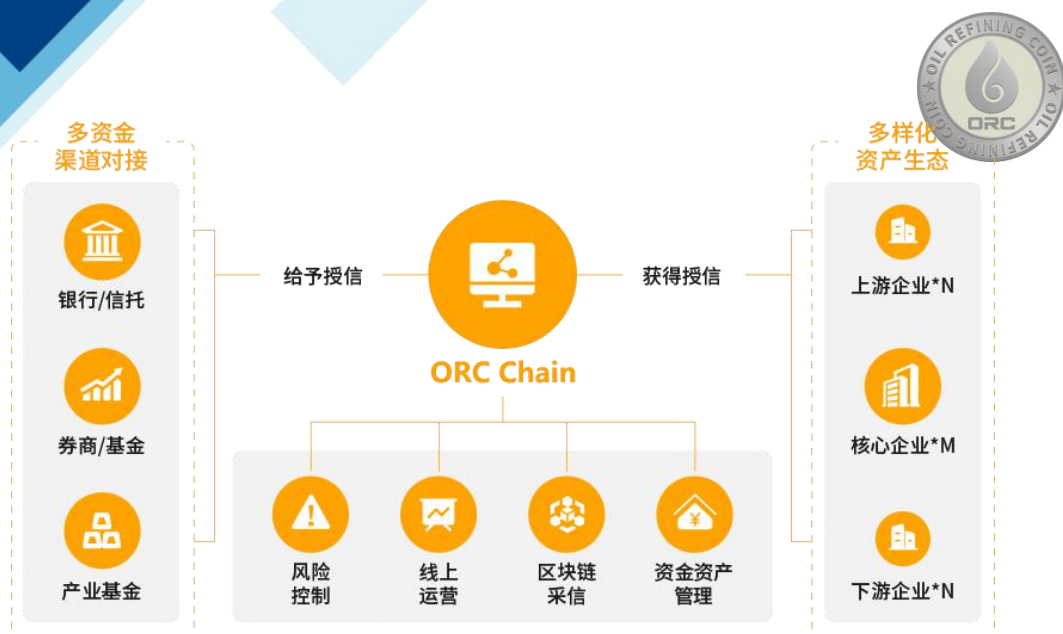 多资金
渠道对接
银行/信托
券商/基金
产业基金
给予授信
ORC Chain
获得授信
风险
控制
线上
运营
区块链
采信
资金资产
管理
多样化
资产生态
上游企业*N
核心企业*M
下游企业*N
OIL REFINING COIN
OIL REFINING COIN
ORC
¥